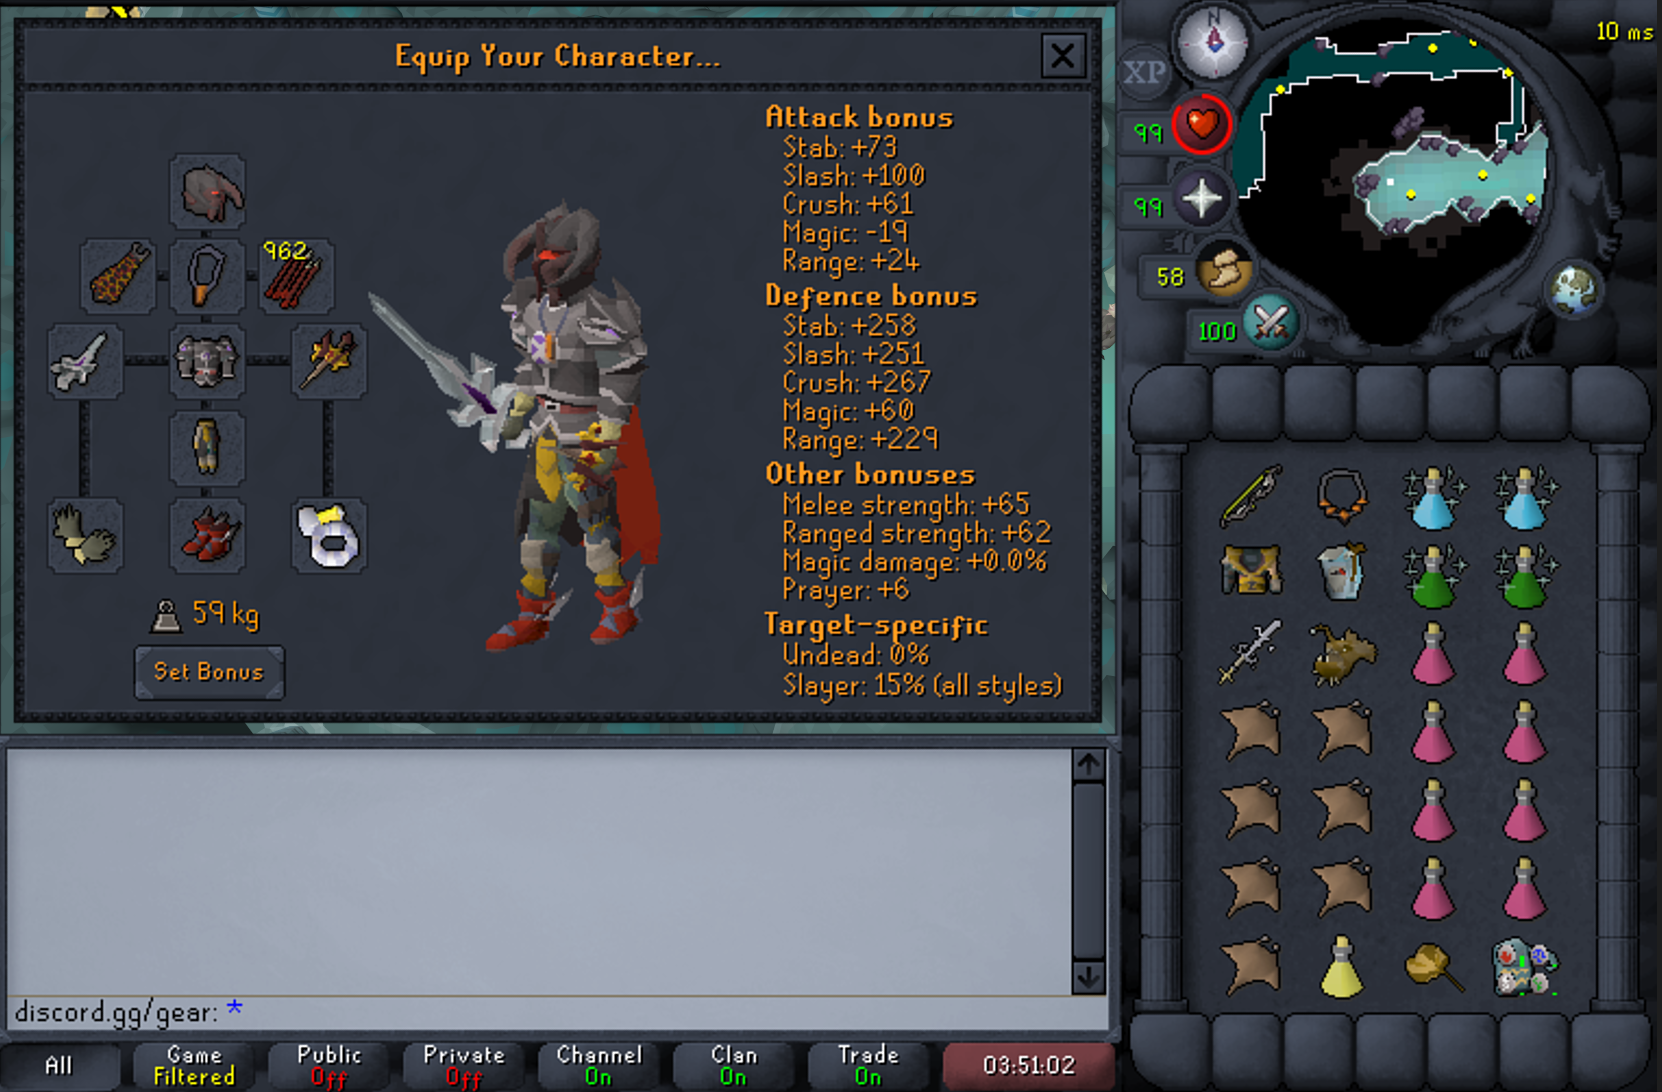 Equip Your Character...
962
Attack bonus
Stab: +73
Slash: +100
Crush: +61
Magic: -19
Range: +24
Defence bonus
Stab: +258
Slash: +251
Crush: +267
Magic: +60
Range: +229
Other bonuses
Melee strength: +65
Ranged strength: +62
Magic damage: +0.0%
Prayer: +6
Target-specific
Undead: 0%
Slayer: 15% (all styles)
59 kg
Set Bonus
N
10 ms
XP
99
99
58
100
discord.gg/gear: *
All
Game
Filtered
Public
Off
Private
Off
Channel
On
Clan
On
Trade
On
03:51:02